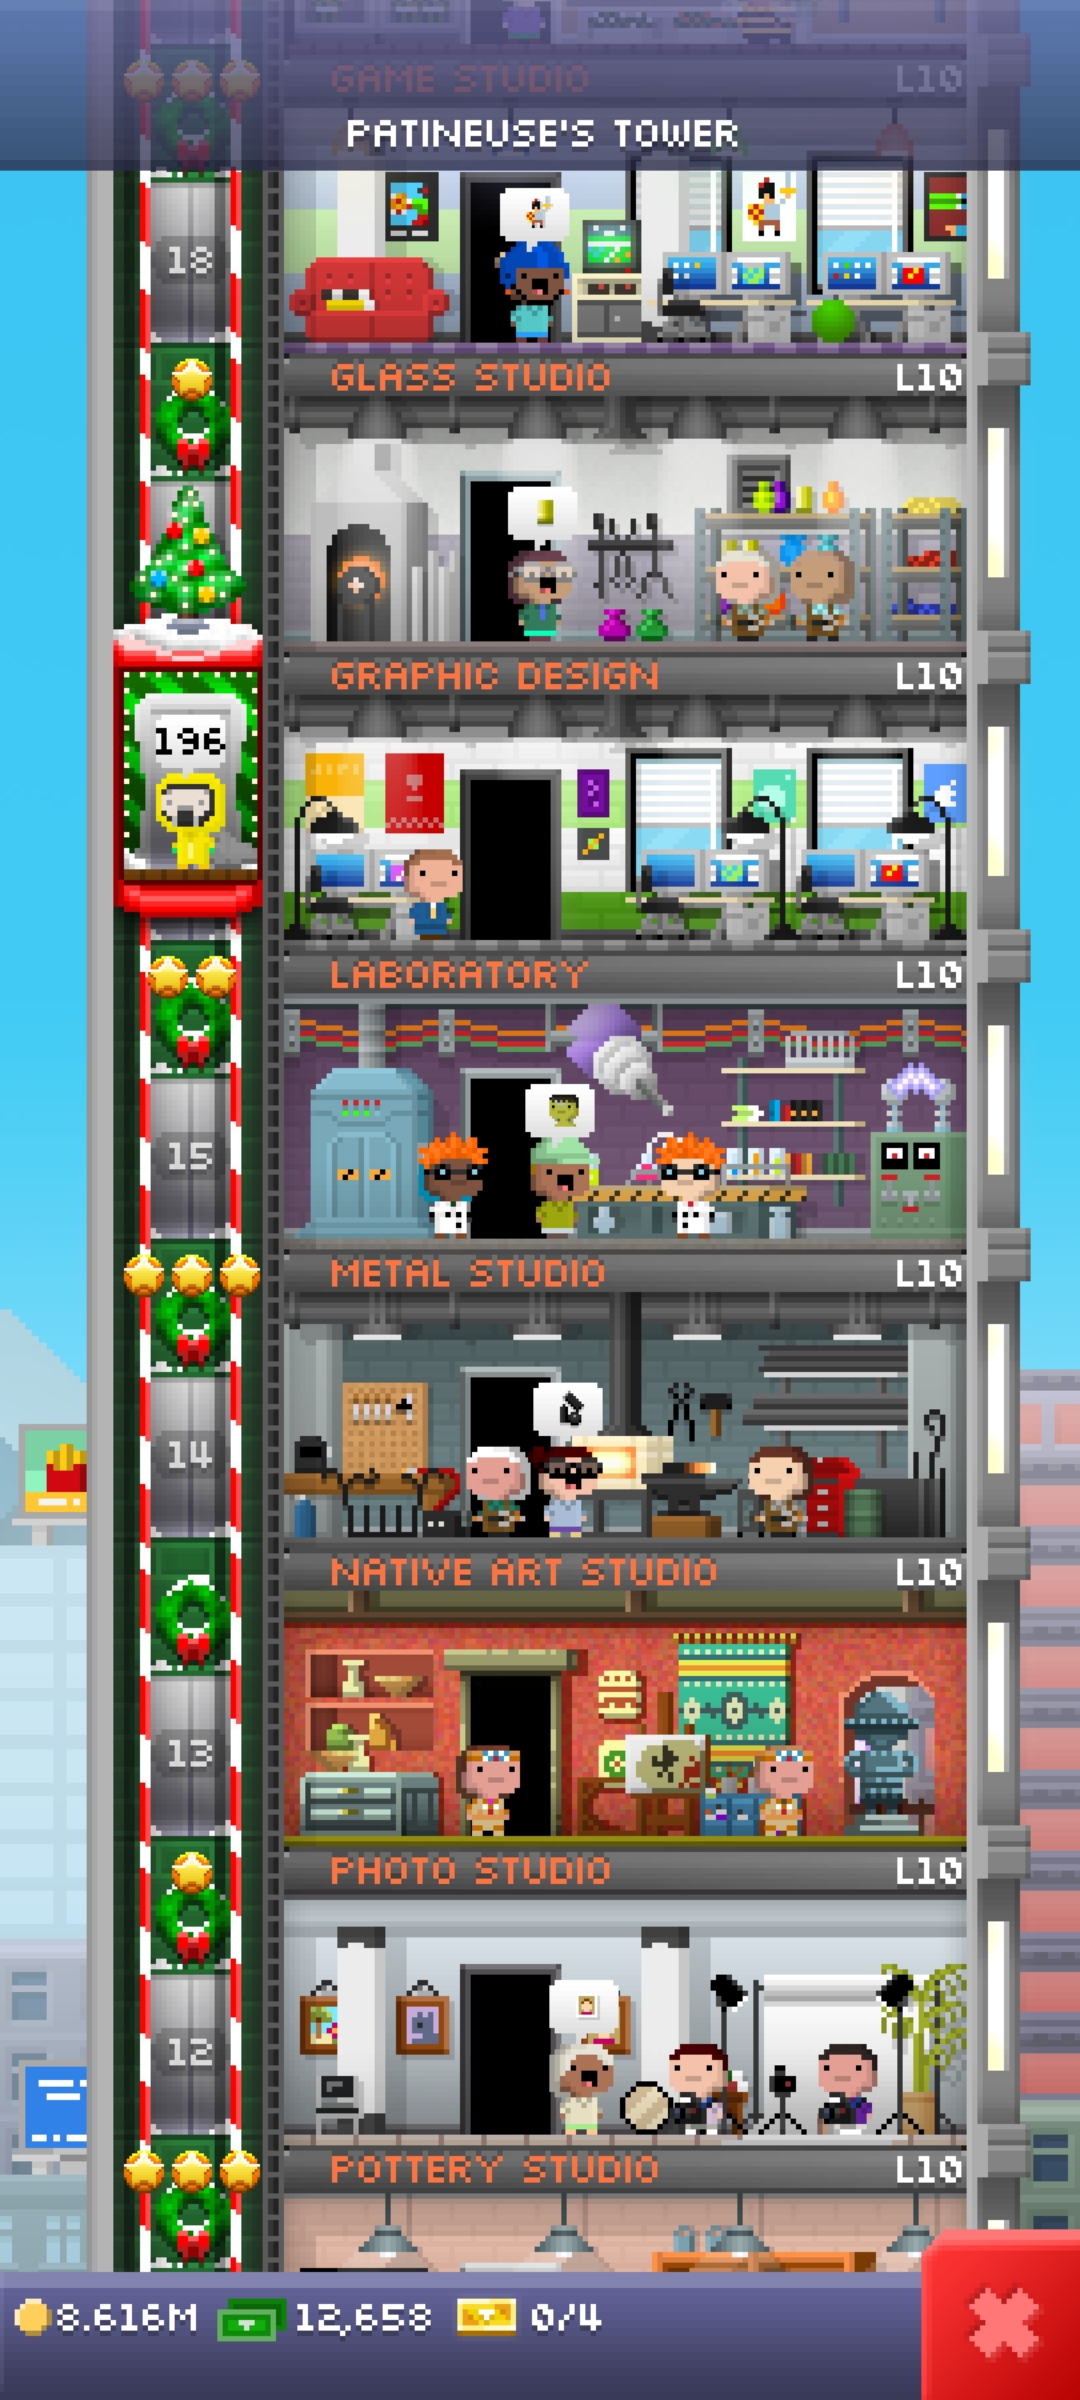 GAME STUDIO L10
PATINEUSE'S TOWER
18
GLASS STUDIO L10
GRAPHIC DESIGN L10
196
LABORATORY L10
15
METAL STUDIO L10
14
NATIVE ART STUDIO L10
13
PHOTO STUDIO L10
12
POTTERY STUDIO L10
8.616M 12,658 0/4